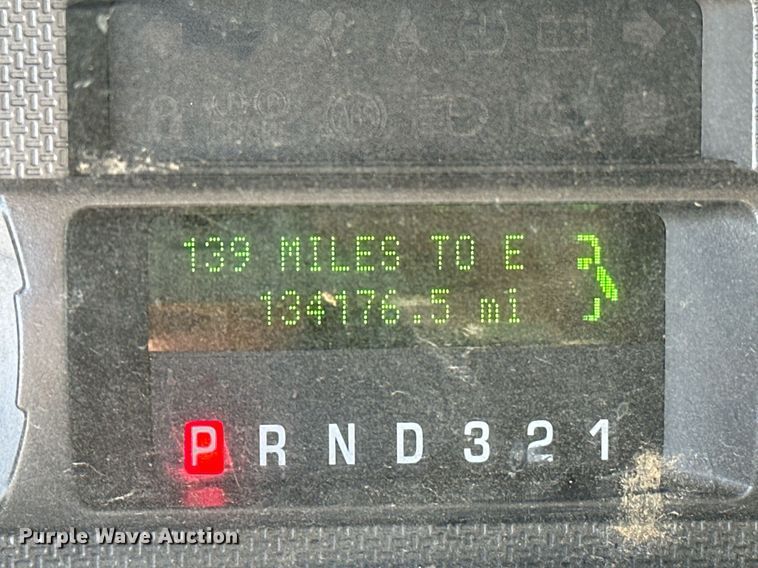 139 MILES TO E
134176.5 mi
P R N D 3 2 1
Purple Wave Auction